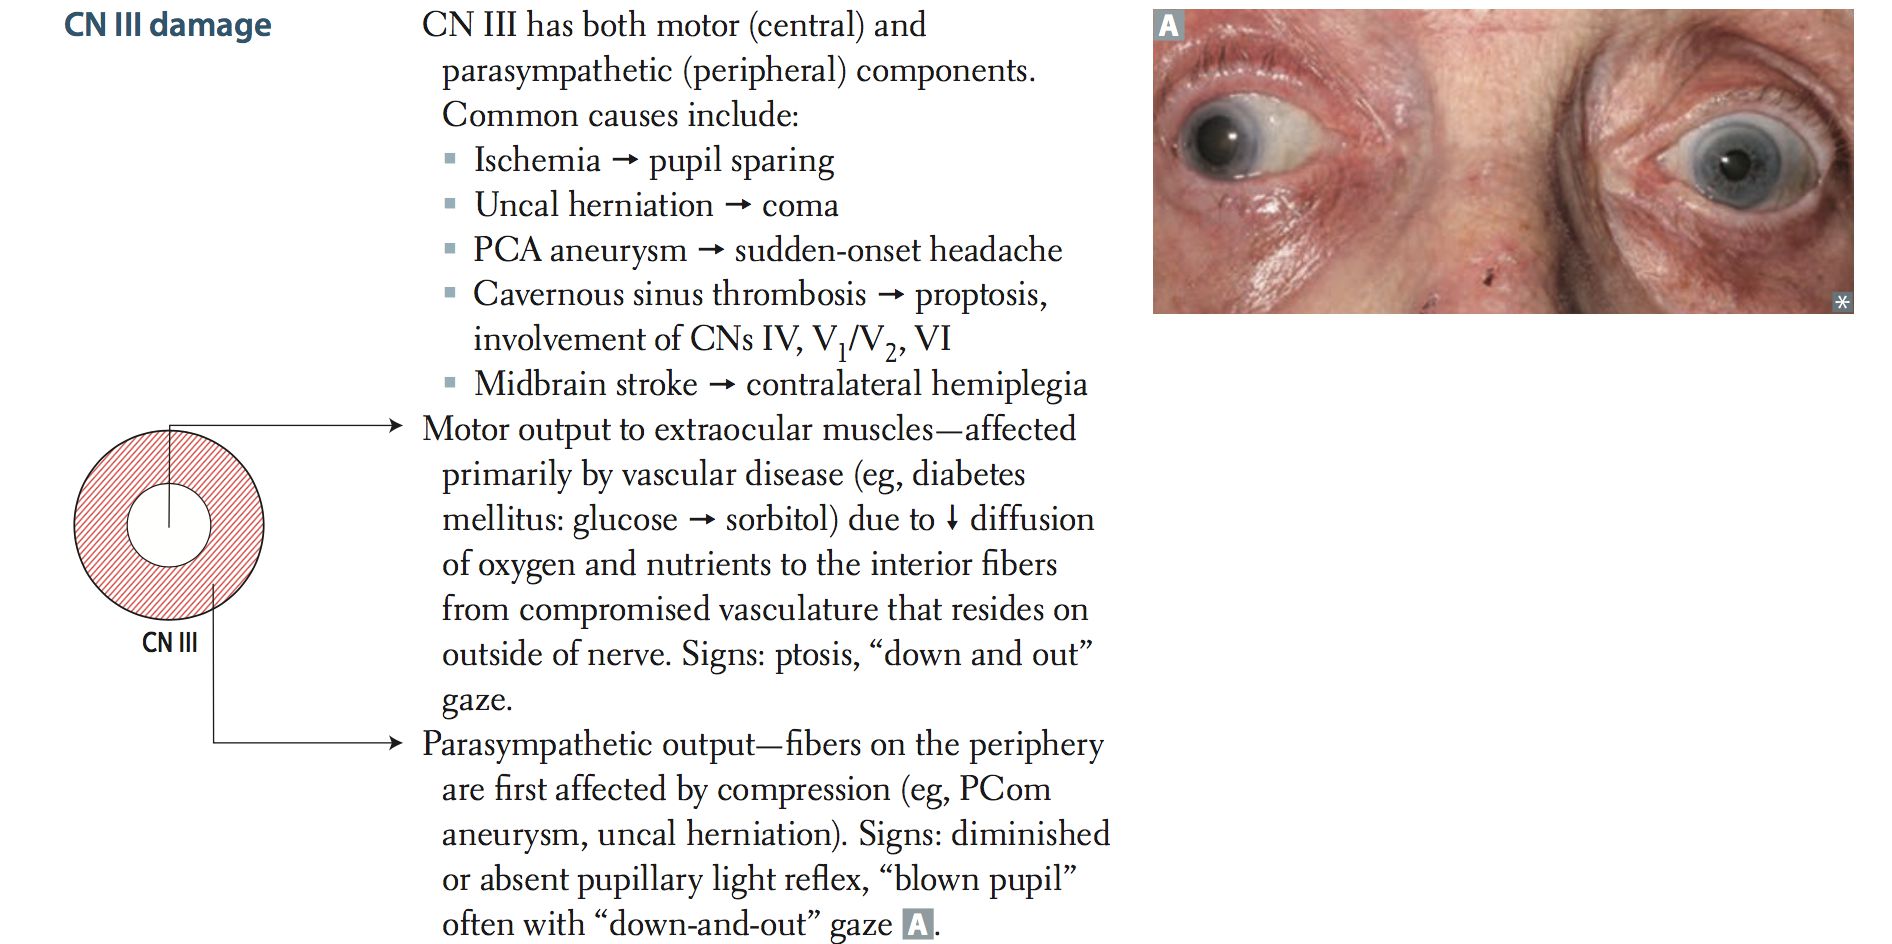 CN III damage
CN III has both motor (central) and
parasympathetic (peripheral) components.
Common causes include:
▪ Ischemia → pupil sparing
▪ Uncal herniation → coma
▪ PCA aneurysm → sudden-onset headache
▪ Cavernous sinus thrombosis → proptosis,
involvement of CNs IV, V₁/V₂, VI
▪ Midbrain stroke → contralateral hemiplegia
Motor output to extraocular muscles—affected
primarily by vascular disease (eg, diabetes
mellitus: glucose → sorbitol) due to ↓ diffusion
of oxygen and nutrients to the interior fibers
from compromised vasculature that resides on
outside of nerve. Signs: ptosis, “down and out”
gaze.
Parasympathetic output—fibers on the periphery
are first affected by compression (eg, PCom
aneurysm, uncal herniation). Signs: diminished
or absent pupillary light reflex, “blown pupil”
often with “down-and-out” gaze A.
CN III
A
*